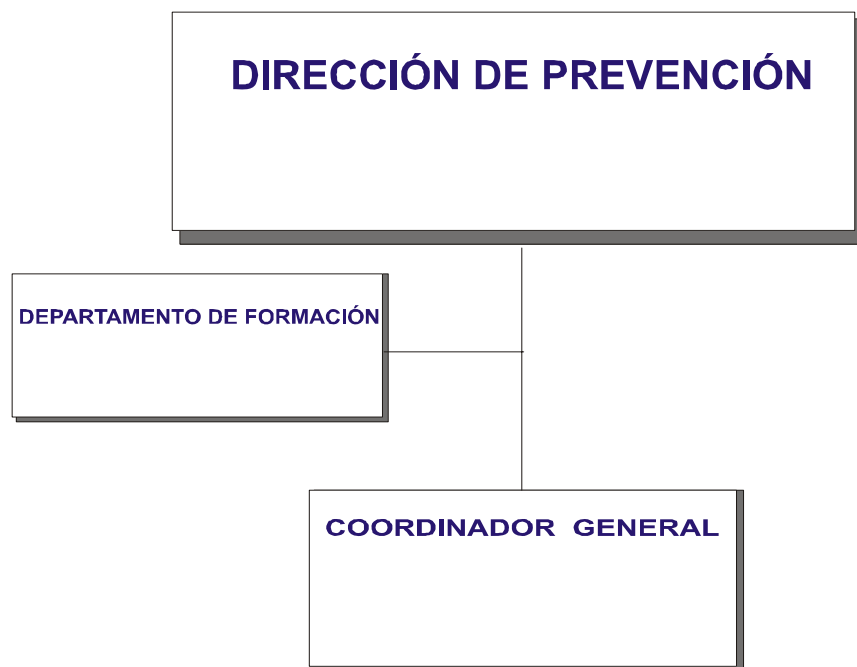 DIRECCIÓN DE PREVENCIÓN
DEPARTAMENTO DE FORMACIÓN
COORDINADOR GENERAL